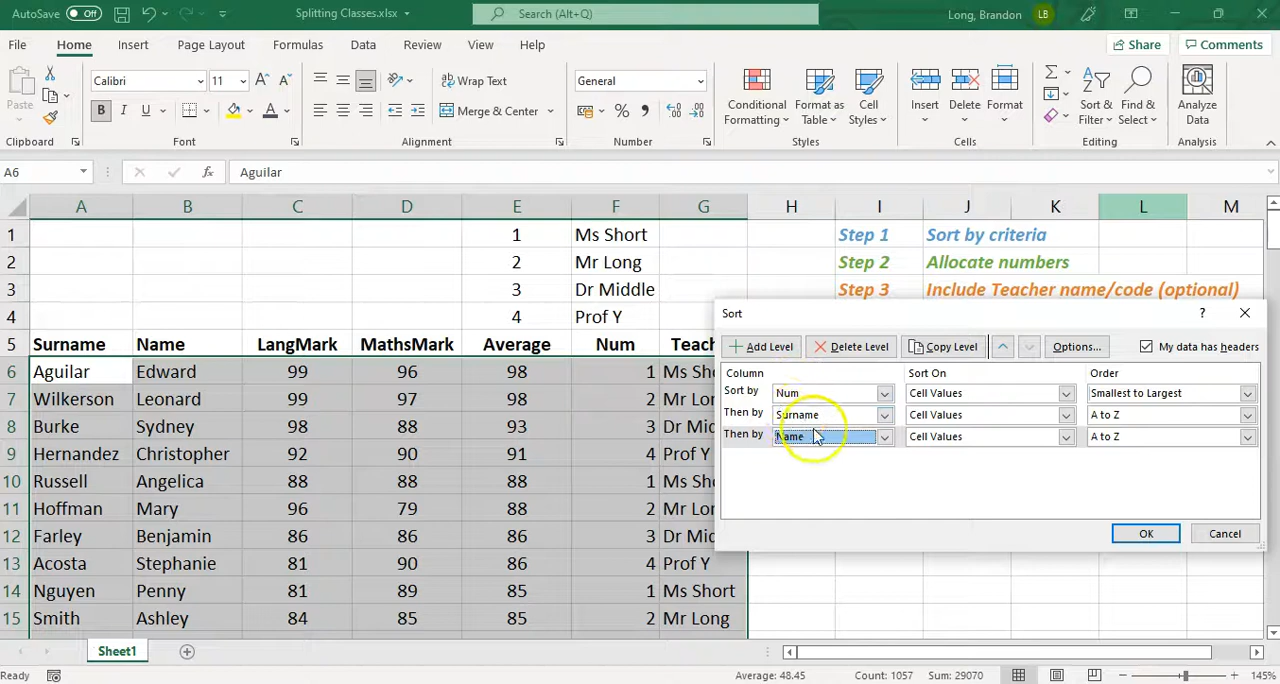 AutoSave Off Splitting Classes.xlsx Search (Alt+Q) Long, Brandon LB
File Home Insert Page Layout Formulas Data Review View Help Share Comments
Paste Calibri 11 Wrap Text General Conditional Formatting Format as Table Cell Styles Insert Delete Format Sort & Filter Find & Select Analyze Data
B I U Merge & Center
Clipboard Font Alignment Number Styles Cells Editing Analysis
A6 fx Aguilar
A B C D E F G H I J K L M
1 1 Ms Short Step 1 Sort by criteria
2 2 Mr Long Step 2 Allocate numbers
3 3 Dr Middle Step 3 Include Teacher name/code (optional)
4 4 Prof Y
5 Surname Name LangMark MathsMark Average Num Teach
6 Aguilar Edward 99 96 98 1 Ms Sh
7 Wilkerson Leonard 99 97 98 2 Mr Lo
8 Burke Sydney 98 88 93 3 Dr Mid
9 Hernandez Christopher 92 90 91 4 Prof Y
10 Russell Angelica 88 88 88 1 Ms Sh
11 Hoffman Mary 96 79 88 2 Mr Lo
12 Farley Benjamin 86 86 86 3 Dr Mid
13 Acosta Stephanie 81 90 86 4 Prof Y
14 Nguyen Penny 81 89 85 1 Ms Short
15 Smith Ashley 84 85 85 2 Mr Long
Sort ?
Add Level Delete Level Copy Level Options... My data has headers
Column Sort On Order
Sort by Num Cell Values Smallest to Largest
Then by Surname Cell Values A to Z
Then by Name Cell Values A to Z
OK Cancel
Sheet1
Ready Average: 48.45 Count: 1057 Sum: 29070 145%